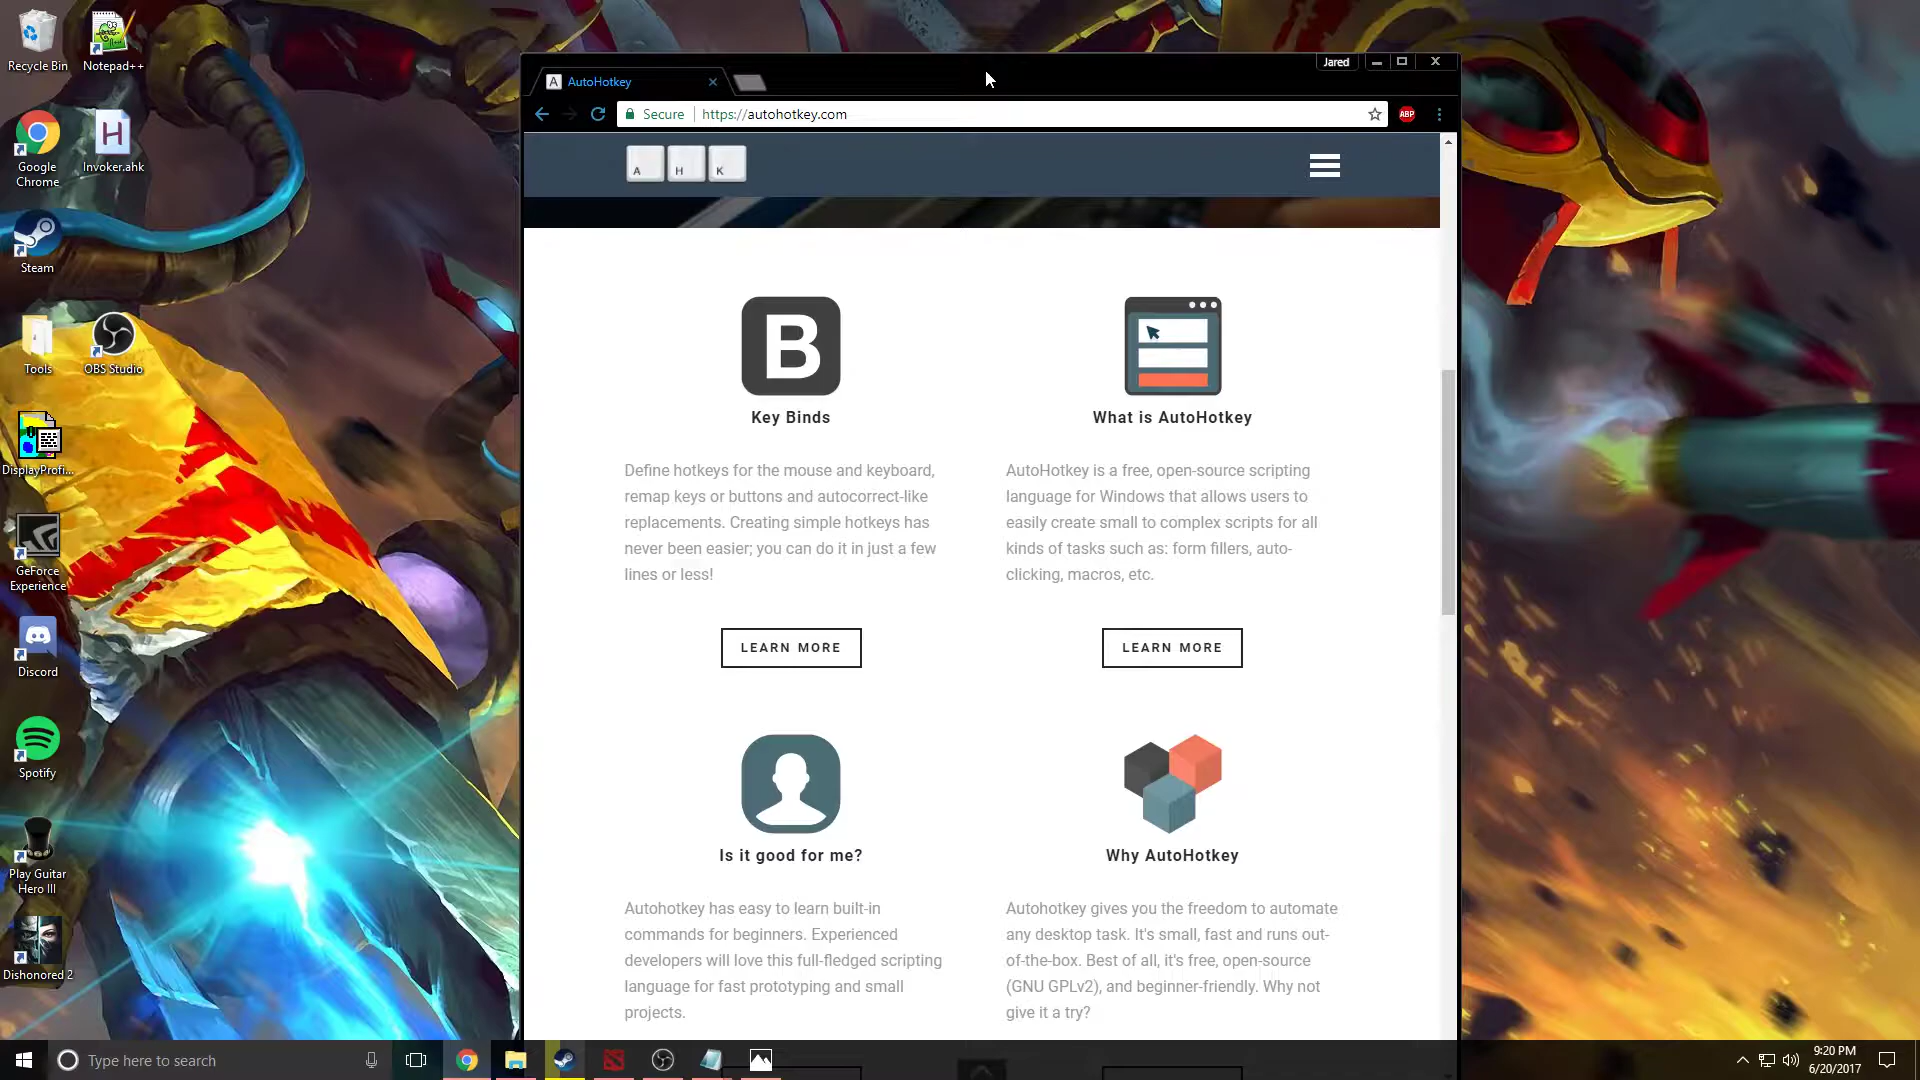 Recycle Bin
Notepad++
Google
Chrome
H
Invoker.ahk
Steam
Tools
OBS Studio
DisplayProfi...
GeForce
Experience
Discord
Spotify
Play Guitar
Hero III
Dishonored 2
Jared
A AutoHotkey
Secure https://autohotkey.com
ABP
A H K
B
Key Binds
Define hotkeys for the mouse and keyboard,
remap keys or buttons and autocorrect-like
replacements. Creating simple hotkeys has
never been easier; you can do it in just a few
lines or less!
LEARN MORE
What is AutoHotkey
AutoHotkey is a free, open-source scripting
language for Windows that allows users to
easily create small to complex scripts for all
kinds of tasks such as: form fillers, auto-
clicking, macros, etc.
LEARN MORE
Is it good for me?
Autohotkey has easy to learn built-in
commands for beginners. Experienced
developers will love this full-fledged scripting
language for fast prototyping and small
projects.
Why AutoHotkey
Autohotkey gives you the freedom to automate
any desktop task. It's small, fast and runs out-
of-the-box. Best of all, it's free, open-source
(GNU GPLv2), and beginner-friendly. Why not
give it a try?
Type here to search
9:20 PM
6/20/2017